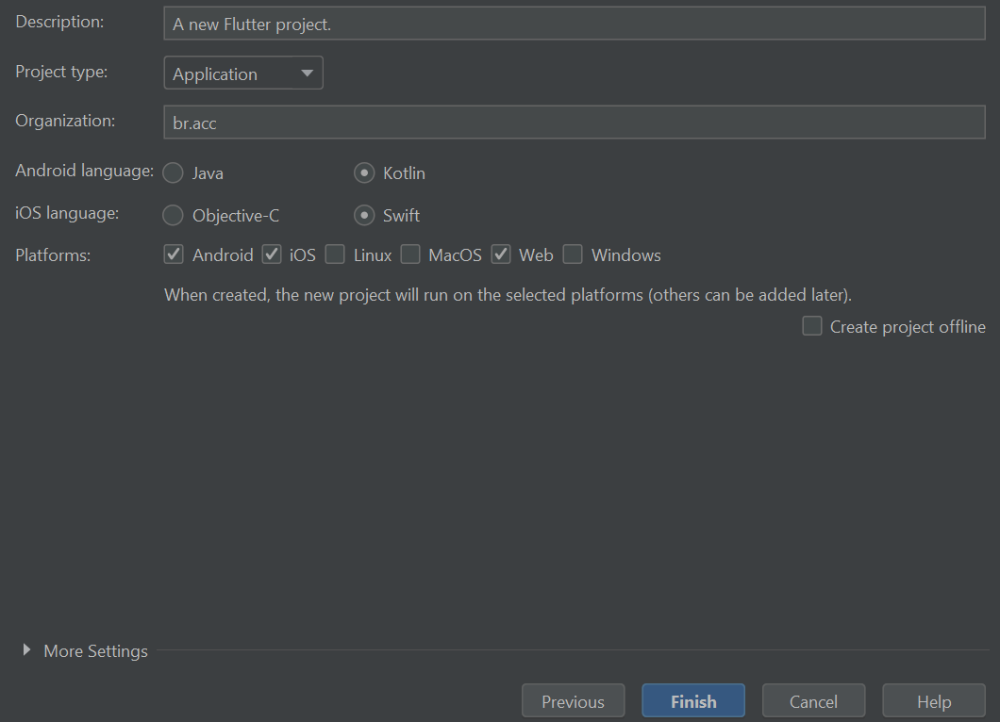 Description: A new Flutter project.
Project type: Application
Organization: br.acc
Android language: Java Kotlin
iOS language: Objective-C Swift
Platforms: Android iOS Linux MacOS Web Windows
When created, the new project will run on the selected platforms (others can be added later).
Create project offline
More Settings
Previous Finish Cancel Help